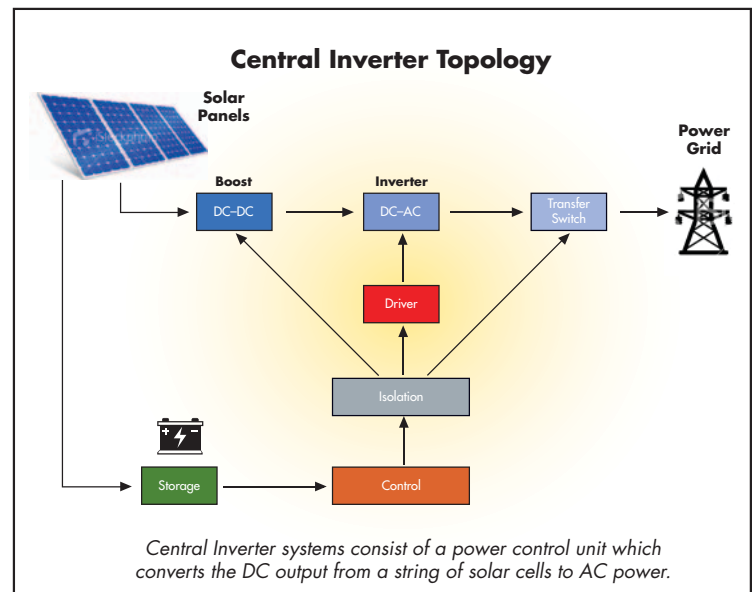 Central Inverter Topology
Solar
Panels
Power
Grid
Boost
Inverter
DC–DC
DC–AC
Transfer
Switch
Driver
Isolation
Storage
Control
Central Inverter systems consist of a power control unit which
converts the DC output from a string of solar cells to AC power.